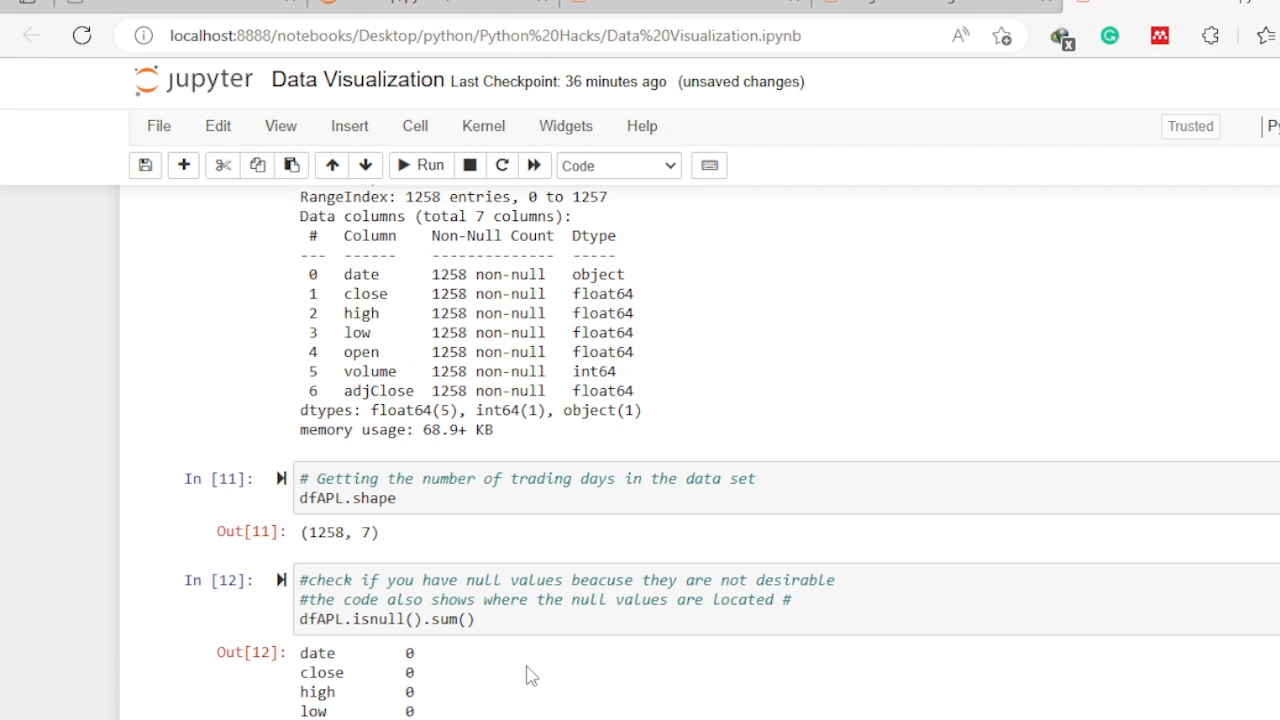 localhost:8888/notebooks/Desktop/python/Python%20Hacks/Data%20Visualization.ipynb
jupyter Data Visualization Last Checkpoint: 36 minutes ago (unsaved changes)
File Edit View Insert Cell Kernel Widgets Help Trusted
Run Code
RangeIndex: 1258 entries, 0 to 1257
Data columns (total 7 columns):
# Column Non-Null Count Dtype
--- ------ -------------- -----
0 date 1258 non-null object
1 close 1258 non-null float64
2 high 1258 non-null float64
3 low 1258 non-null float64
4 open 1258 non-null float64
5 volume 1258 non-null int64
6 adjClose 1258 non-null float64
dtypes: float64(5), int64(1), object(1)
memory usage: 68.9+ KB
In [11]: # Getting the number of trading days in the data set
dfAPL.shape
Out[11]: (1258, 7)
In [12]: #check if you have null values beacuse they are not desirable
#the code also shows where the null values are located #
dfAPL.isnull().sum()
Out[12]: date 0
close 0
high 0
low 0